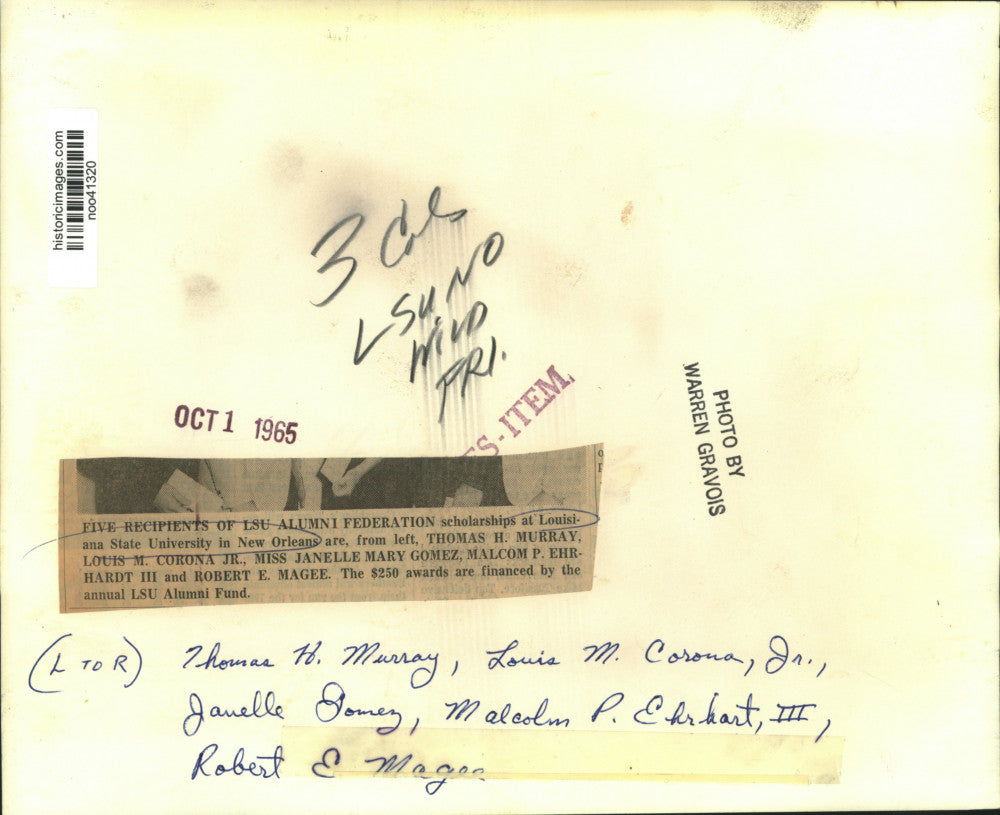 historicimages.com
noo41320
3 Cols
LSU.NO
WILD
FRI.
S-ITEM
PHOTO BY
WARREN GRAVOIS
OCT 1 1965
FIVE RECIPIENTS OF LSU ALUMNI FEDERATION scholarships at Louisi-
ana State University in New Orleans are, from left, THOMAS H. MURRAY,
LOUIS M. CORONA JR., MISS JANELLE MARY GOMEZ, MALCOM P. EHR-
HARDT III and ROBERT E. MAGEE. The $250 awards are financed by the
annual LSU Alumni Fund.
(L TO R) Thomas H. Murray, Louis M. Corona, Jr.,
Janelle Gomez, Malcolm P. Ehrhart, III,
Robert E Magee